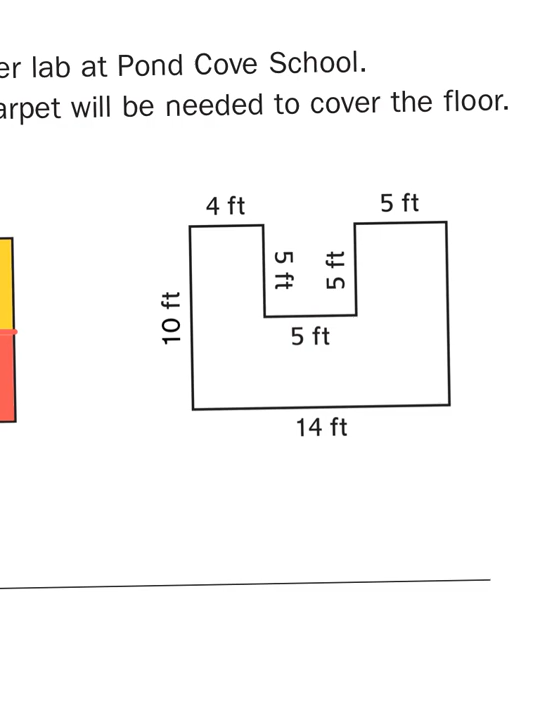 er lab at Pond Cove School.
arpet will be needed to cover the floor.
4 ft
5 ft
5 ft
5 ft
10 ft
5 ft
14 ft